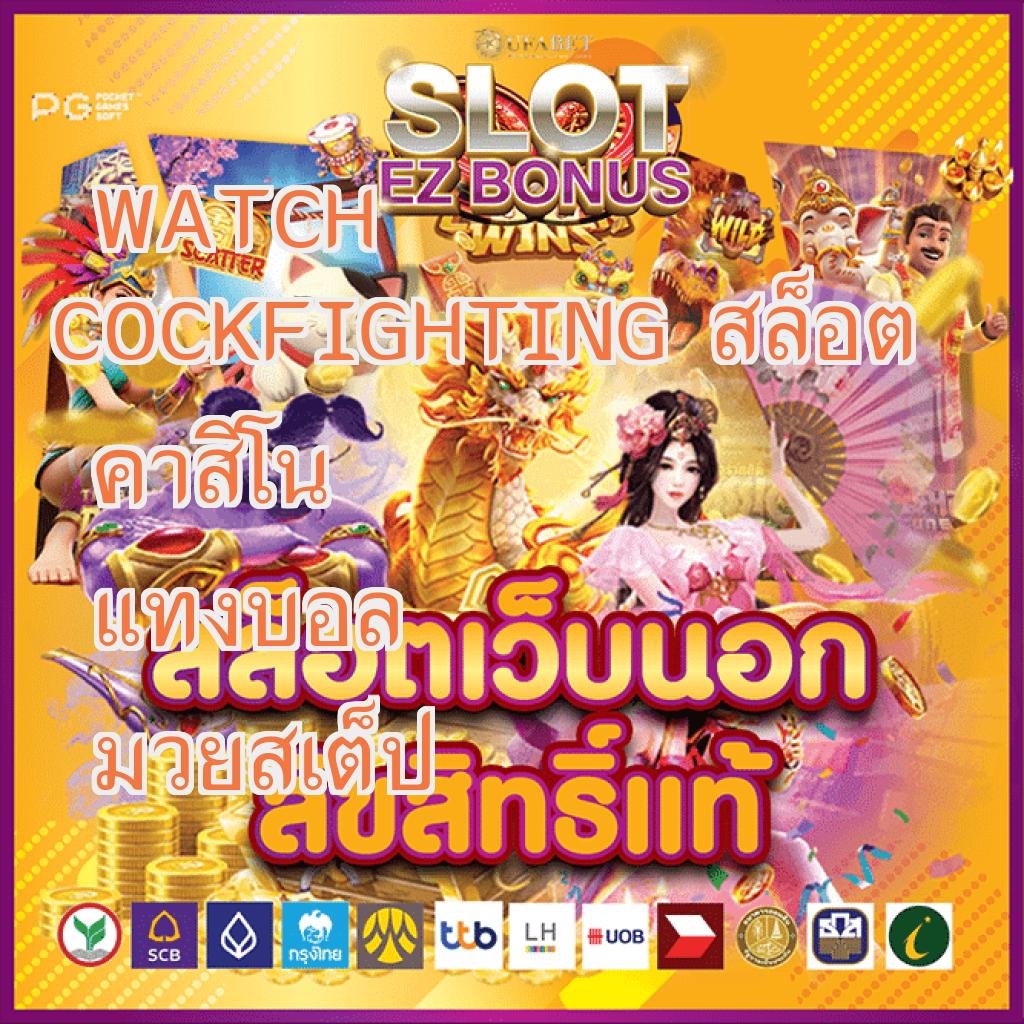 UFABET
SLOT
EZ BONUS
PG POCKET GAMES SOFT
WINS
WILD
SCATTER
WATCH
COCKFIGHTING สล็อต
คาสิโน
แทงบอล
มวยสเต็ป
สล็อตเว็บนอก
ลิขสิทธิ์แท้
SCB
กรุงไทย
ttb
LH
UOB